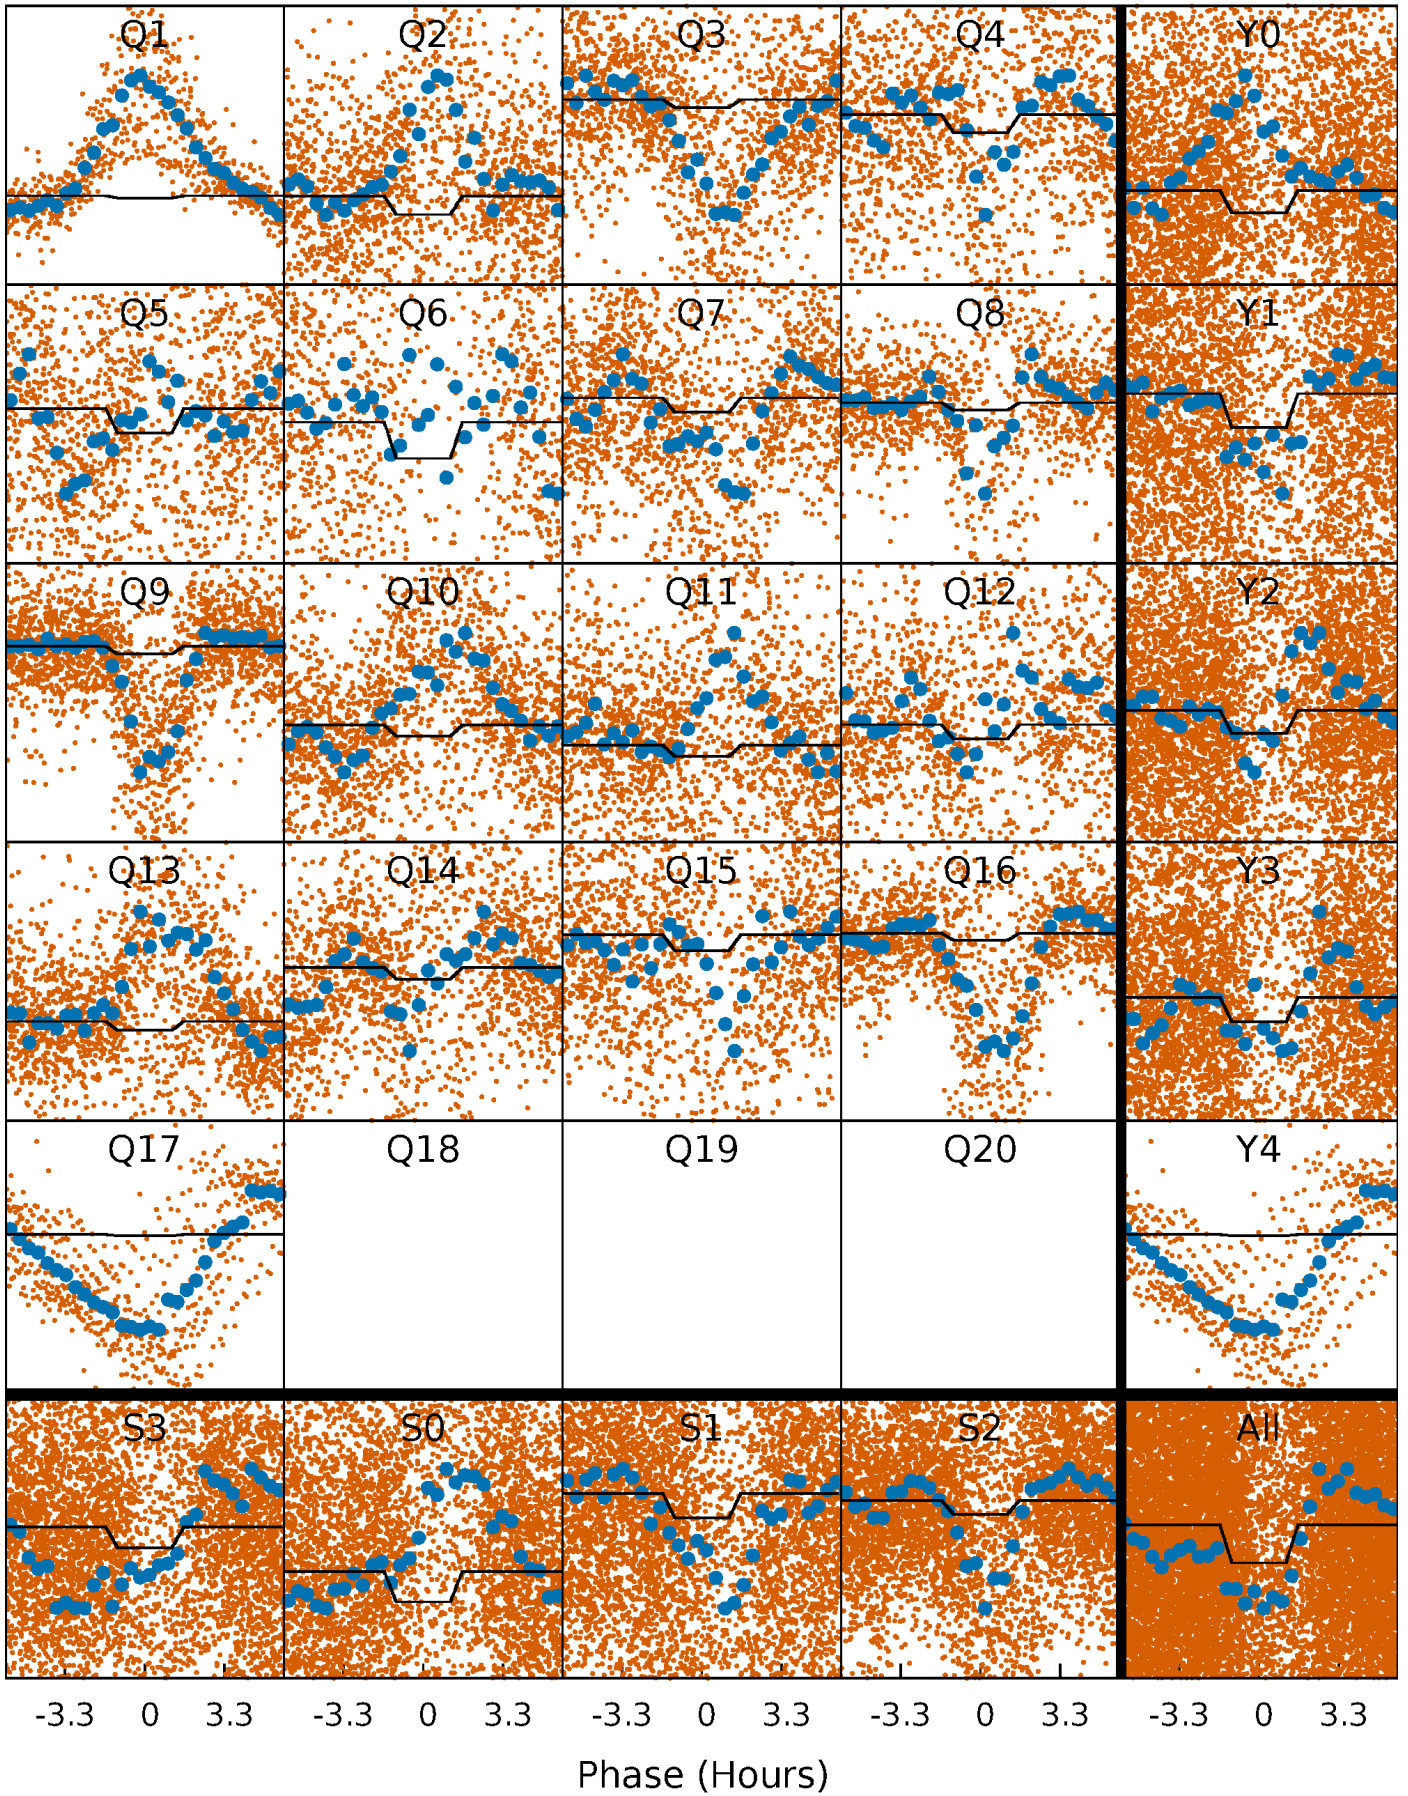 Q1 Q2 Q3 Q4 Y0
Q5 Q6 Q7 Q8 Y1
Q9 Q10 Q11 Q12 Y2
Q13 Q14 Q15 Q16 Y3
Q17 Q18 Q19 Q20 Y4
S3 S0 S1 S2 All
-3.3 0 3.3 -3.3 0 3.3 -3.3 0 3.3 -3.3 0 3.3 -3.3 0 3.3
Phase (Hours)